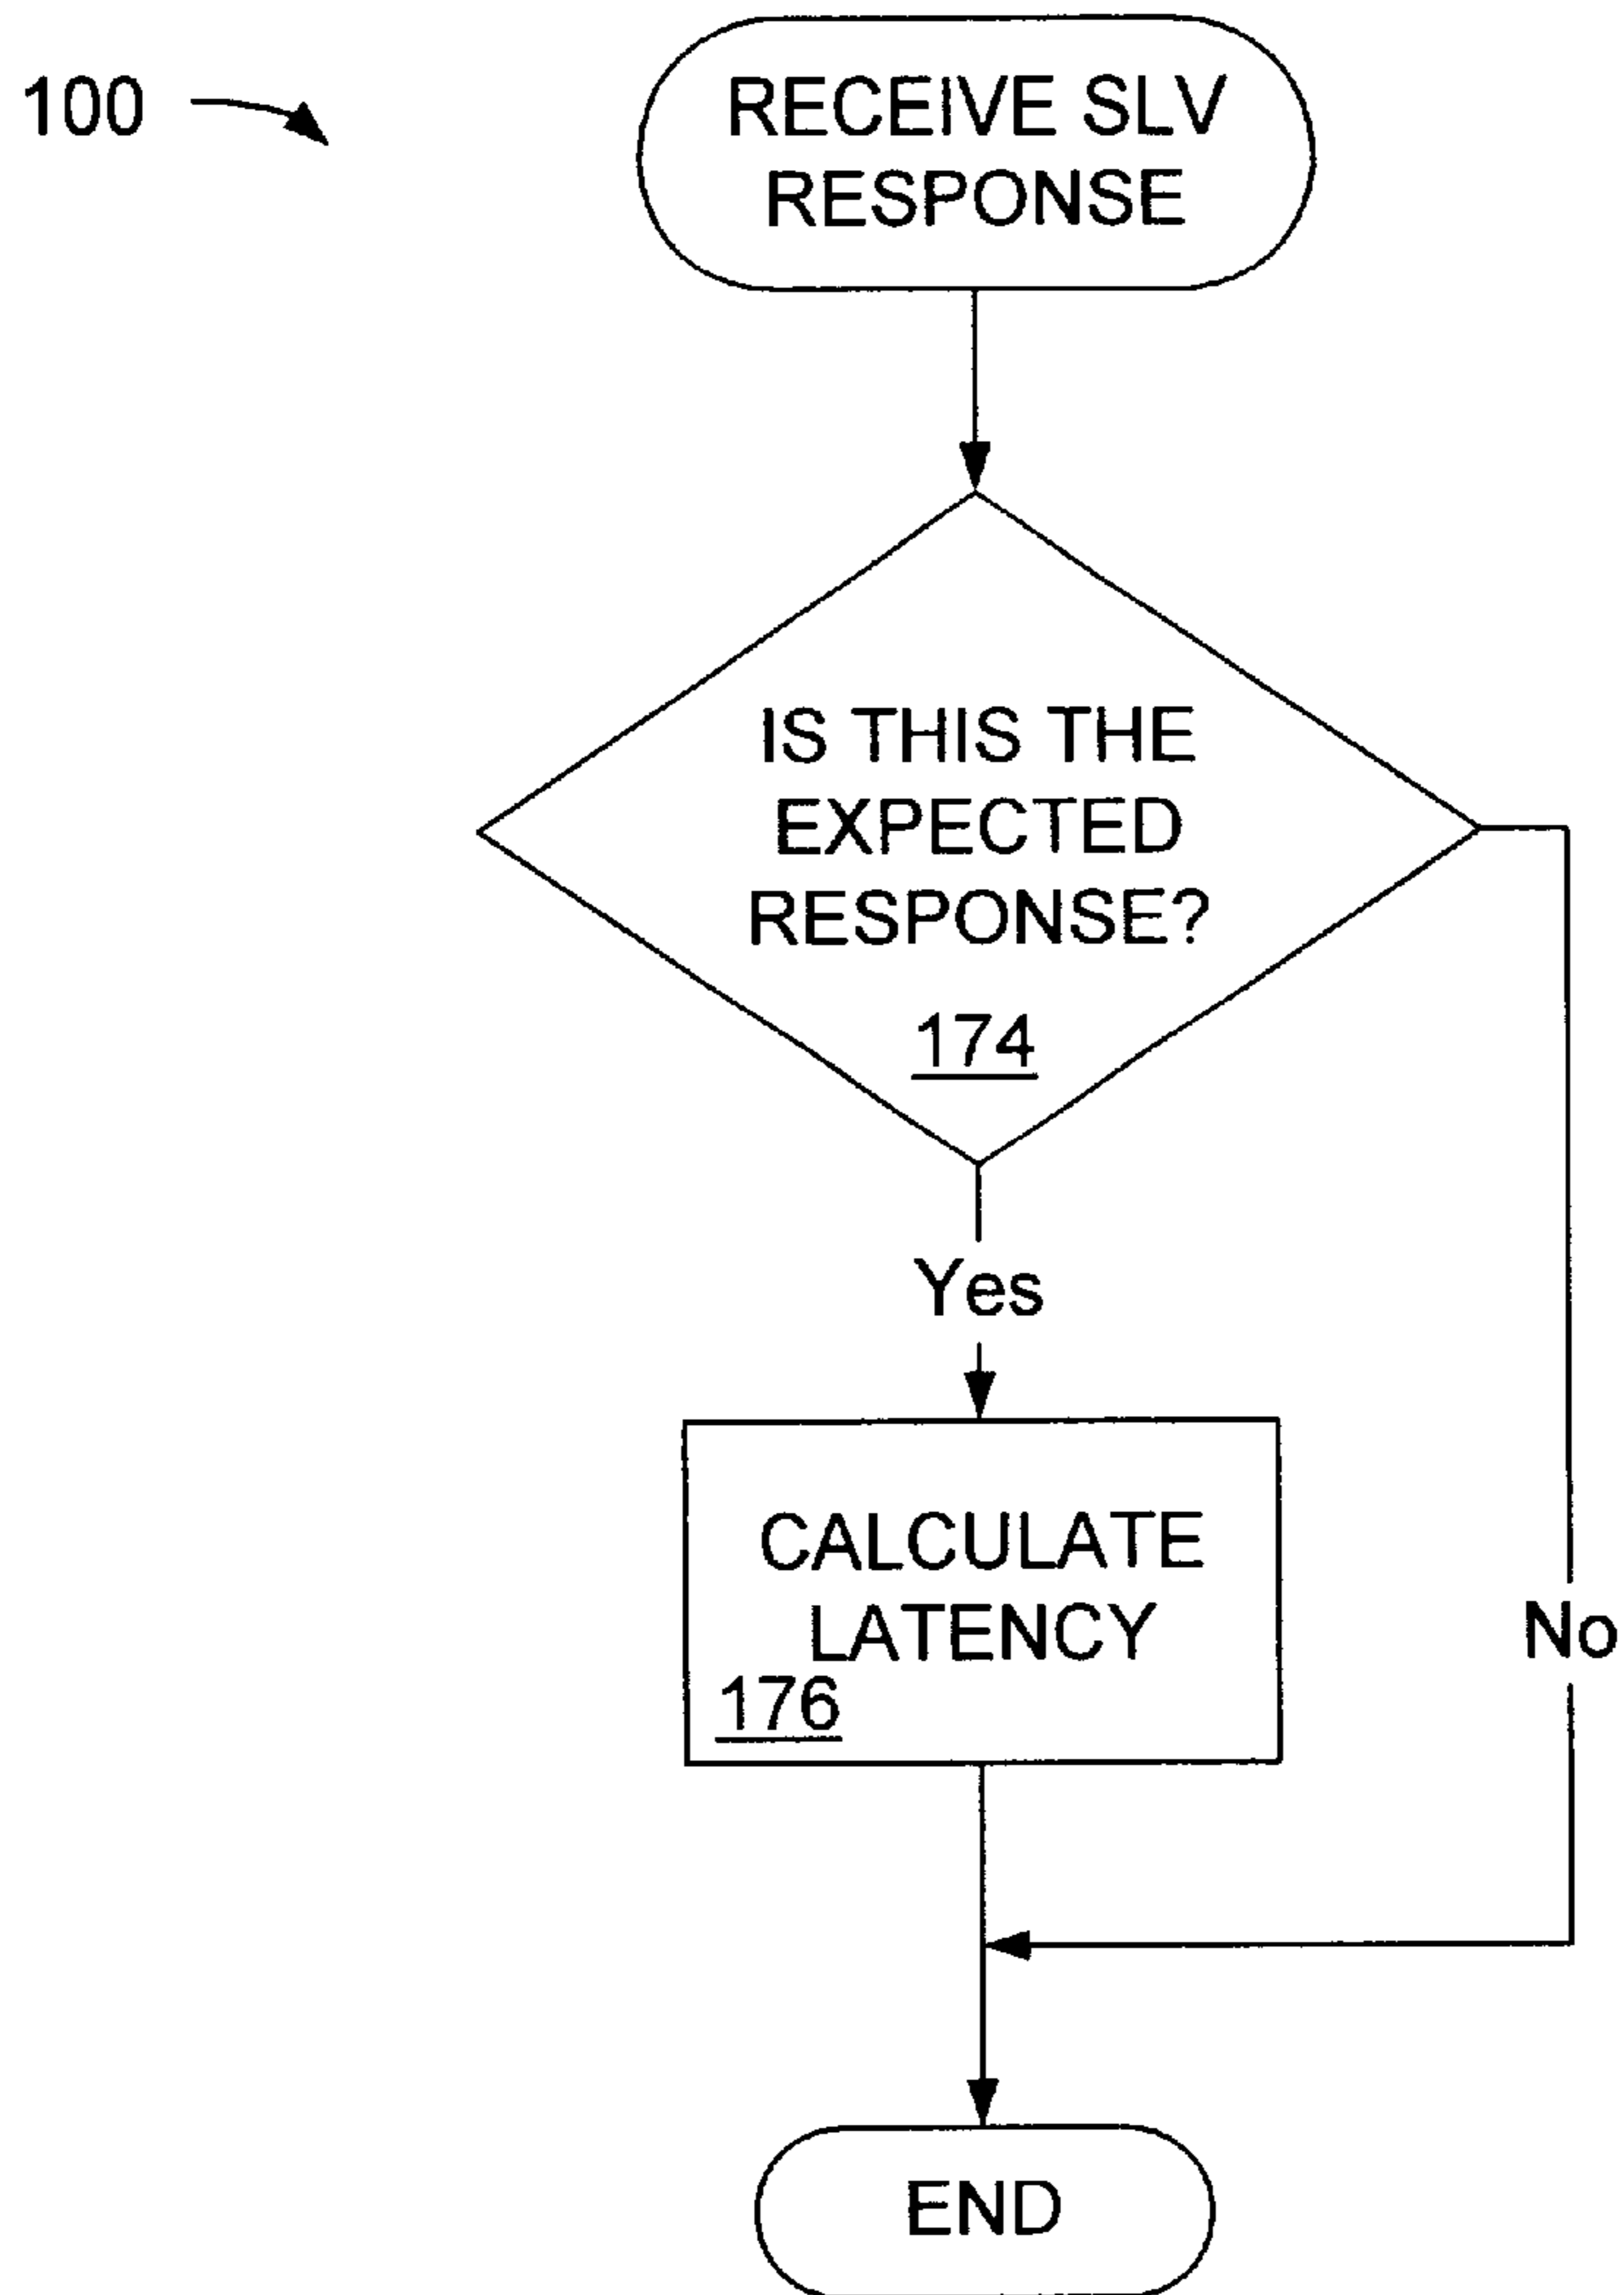 100
RECEIVE SLV
RESPONSE
IS THIS THE
EXPECTED
RESPONSE?
174
Yes
CALCULATE
LATENCY
176
No
END